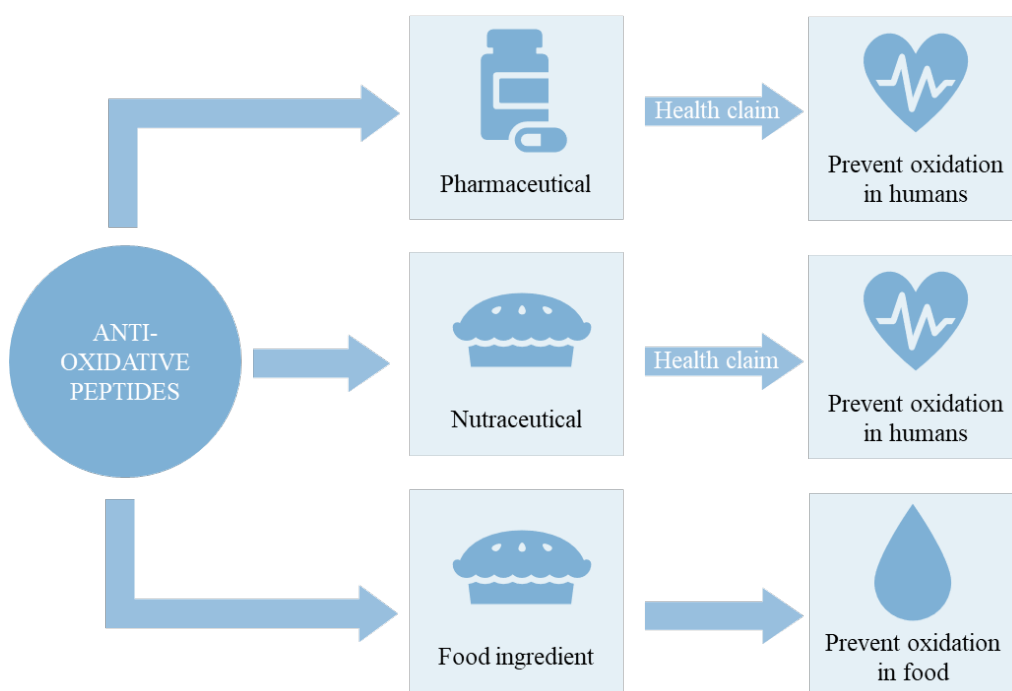 Pharmaceutical
Health claim
Prevent oxidation
in humans
ANTI-
OXIDATIVE
PEPTIDES
Nutraceutical
Health claim
Prevent oxidation
in humans
Food ingredient
Prevent oxidation
in food